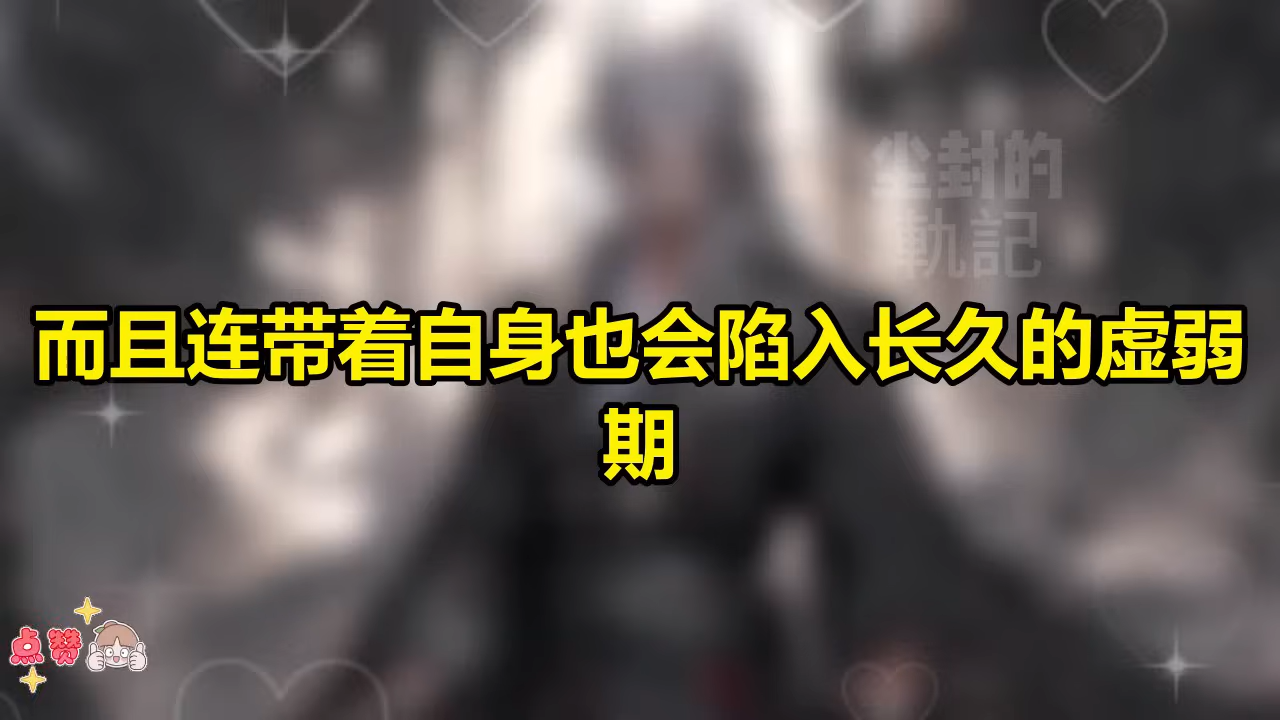 尘封的
軌記
而且连带着自身也会陷入长久的虚弱
期
点赞